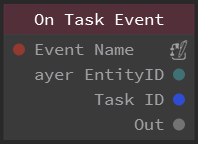 On Task Event
Event Name
ayer EntityID
Task ID
Out